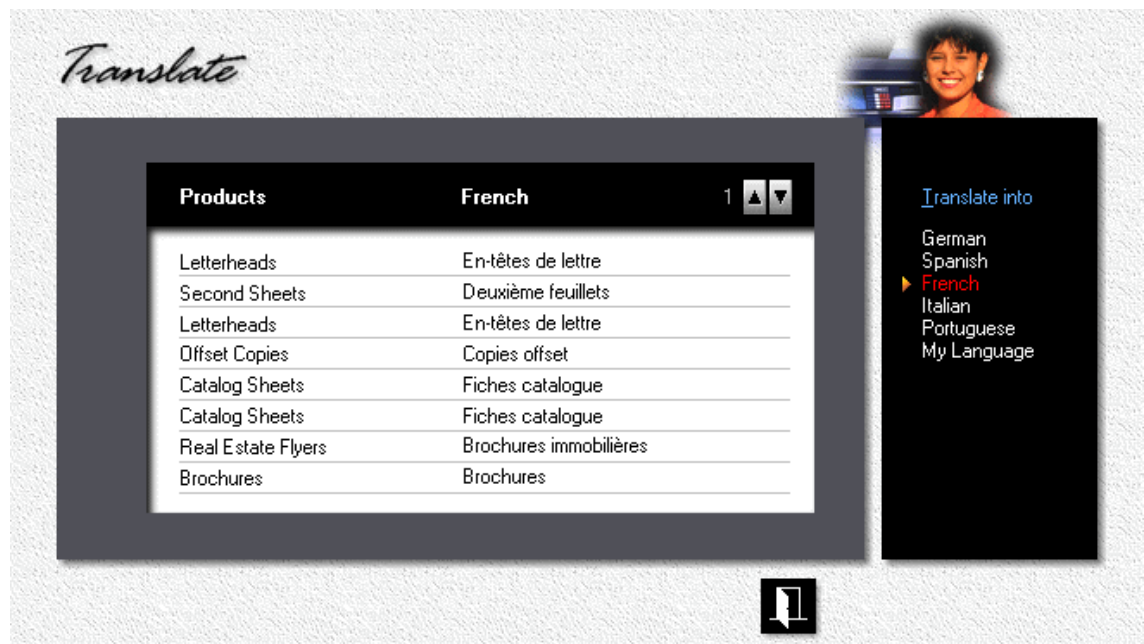 Translate
Products French 1
Letterheads En-têtes de lettre
Second Sheets Deuxième feuillets
Letterheads En-têtes de lettre
Offset Copies Copies offset
Catalog Sheets Fiches catalogue
Catalog Sheets Fiches catalogue
Real Estate Flyers Brochures immobilières
Brochures Brochures
Translate into
German
Spanish
French
Italian
Portuguese
My Language